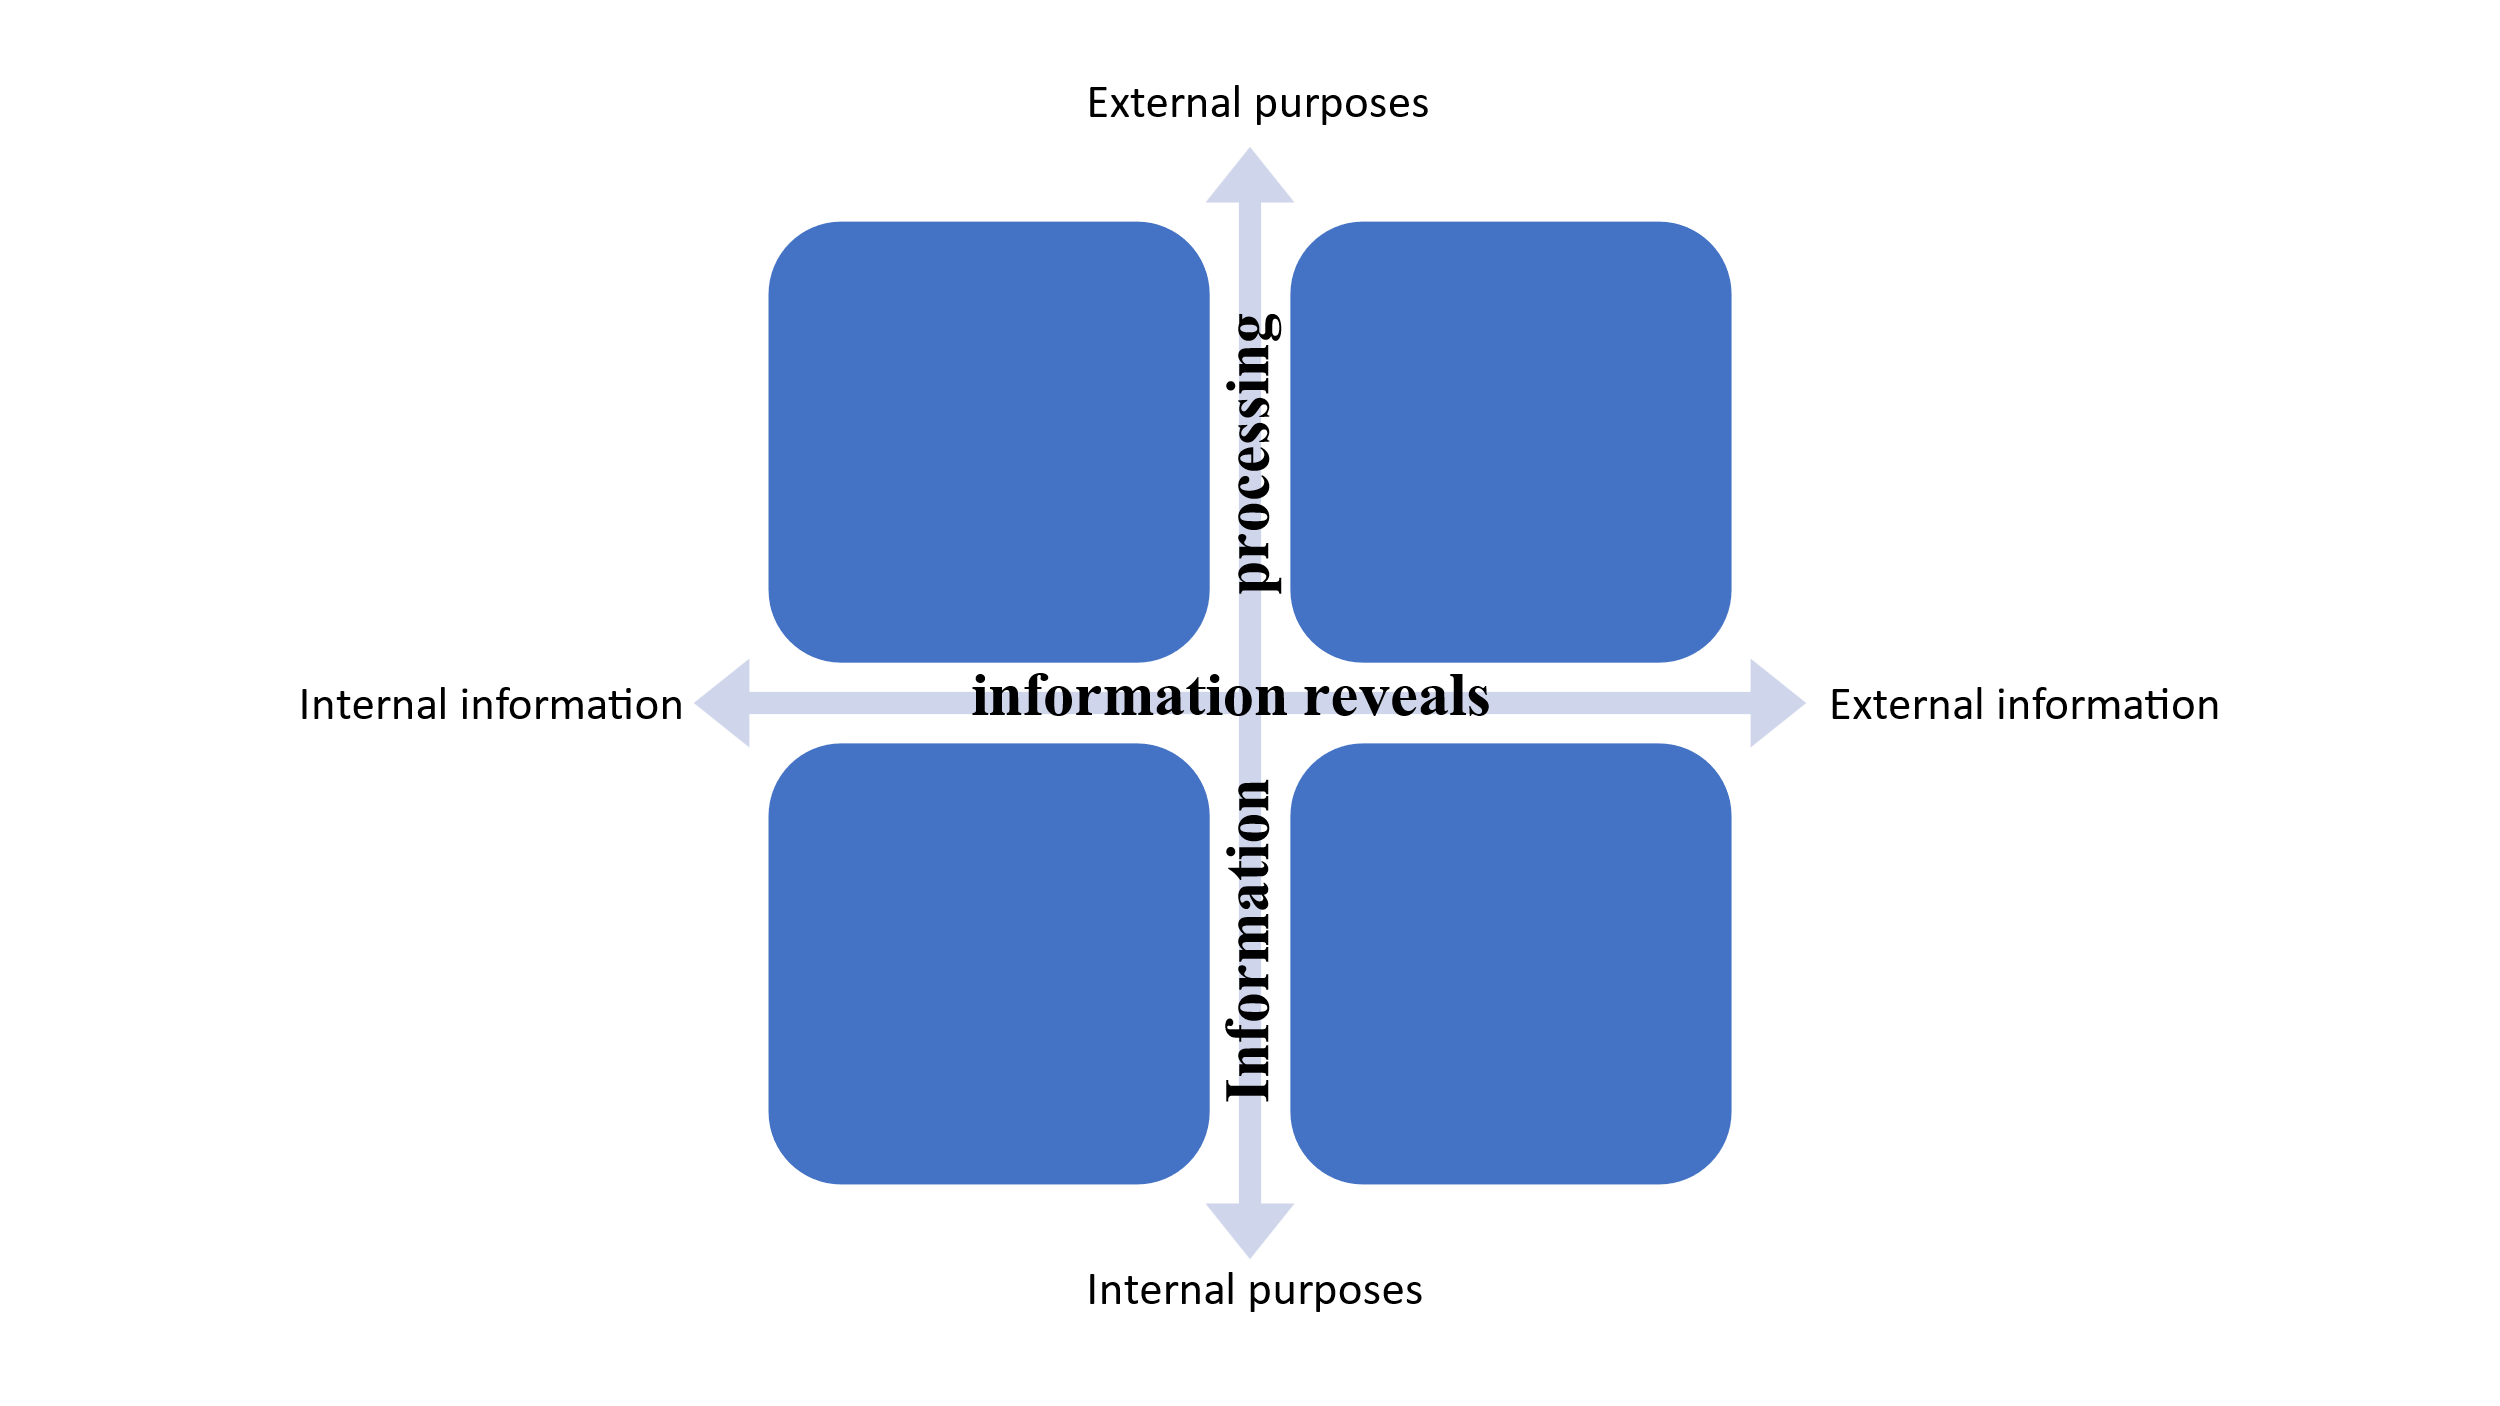 External purposes
processing
Internal information
information reveals
External information
Information
Internal purposes